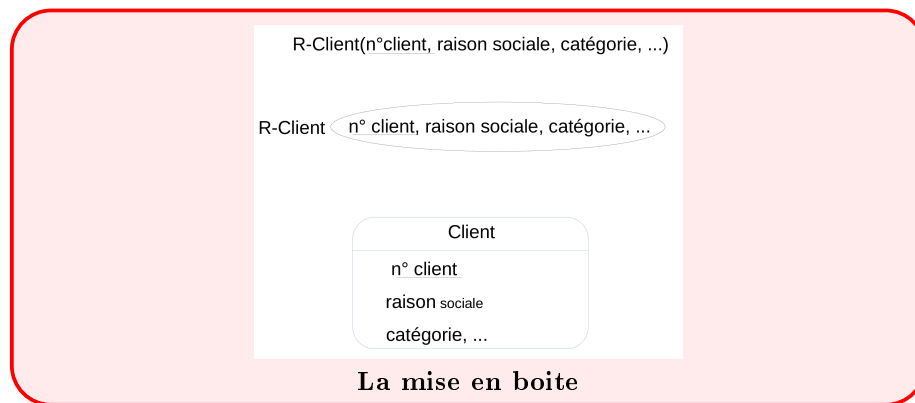 R-Client(n°client, raison sociale, catégorie, ...)
R-Client n° client, raison sociale, catégorie, ...
Client
n° client
raison sociale
catégorie, ...
La mise en boite